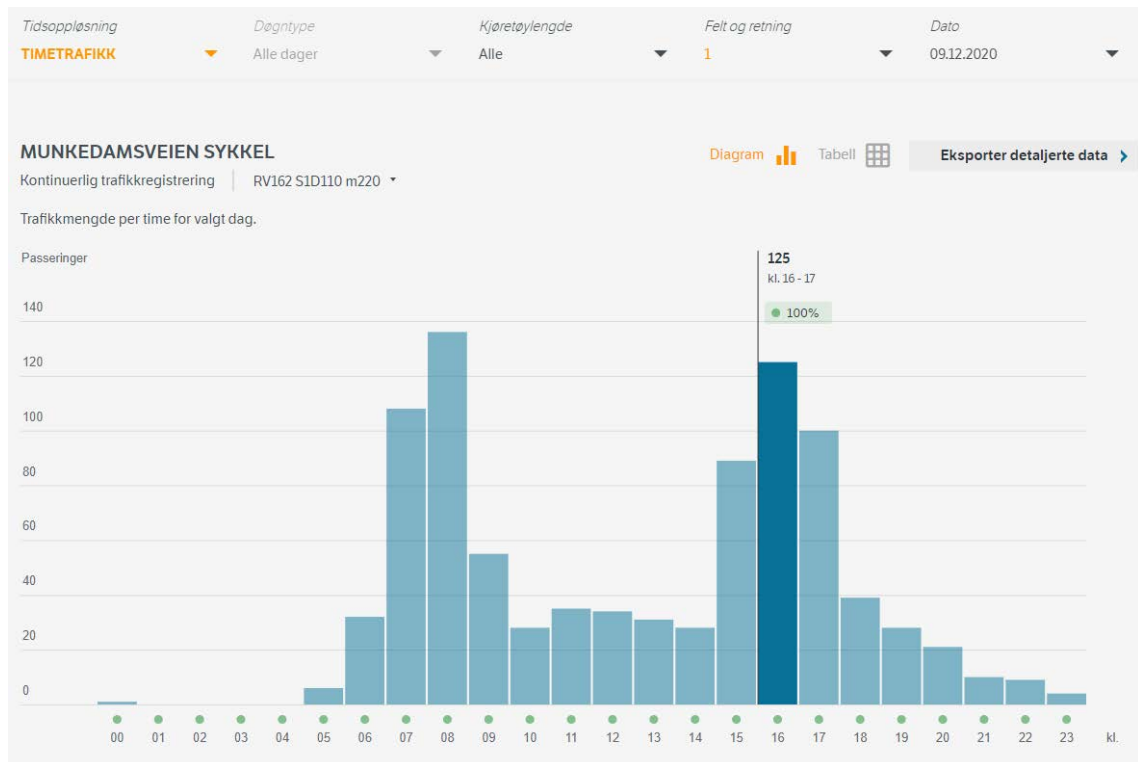 Tidsoppløsning Døgntype Kjøretøylengde Felt og retning Dato
TIMETRAFIKK Alle dager Alle 1 09.12.2020
MUNKEDAMSVEIEN SYKKEL Diagram Tabell Eksporter detaljerte data
Kontinuerlig trafikkregistrering RV162 S1D110 m220
Trafikkmengde per time for valgt dag.
Passeringer 125
kl. 16 - 17
140 100%
120
100
80
60
40
20
0
00 01 02 03 04 05 06 07 08 09 10 11 12 13 14 15 16 17 18 19 20 21 22 23 kl.